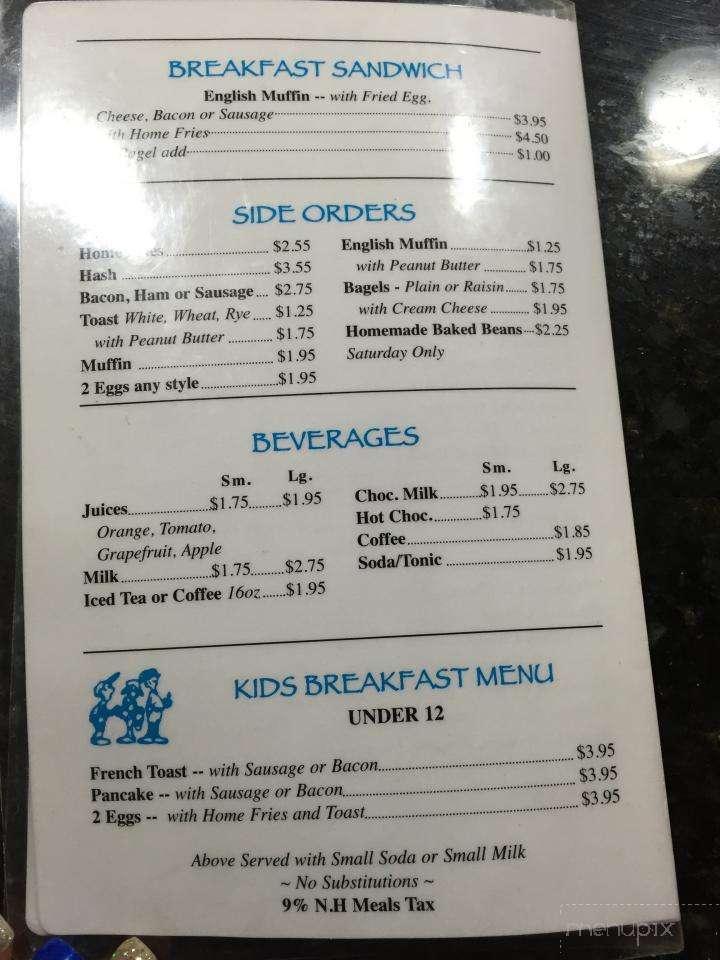 BREAKFAST SANDWICH
English Muffin -- with Fried Egg.
Cheese, Bacon or Sausage $3.95
Home Fries $4.50
add $1.00
SIDE ORDERS
Home $2.55
Hash $3.55
Bacon, Ham or Sausage $2.75
Toast White, Wheat, Rye $1.25
with Peanut Butter $1.75
Muffin $1.95
2 Eggs any style $1.95
English Muffin $1.25
with Peanut Butter $1.75
Bagels - Plain or Raisin $1.75
with Cream Cheese $1.95
Homemade Baked Beans $2.25
Saturday Only
BEVERAGES
Sm. Lg.
Juices $1.75 $1.95
Orange, Tomato,
Grapefruit, Apple
Milk $1.75 $2.75
Iced Tea or Coffee 16oz $1.95
Sm. Lg.
Choc. Milk $1.95 $2.75
Hot Choc. $1.75
Coffee $1.85
Soda/Tonic $1.95
KIDS BREAKFAST MENU
UNDER 12
French Toast -- with Sausage or Bacon $3.95
Pancake -- with Sausage or Bacon $3.95
2 Eggs -- with Home Fries and Toast $3.95
Above Served with Small Soda or Small Milk
~ No Substitutions ~
9% N.H Meals Tax
menupix